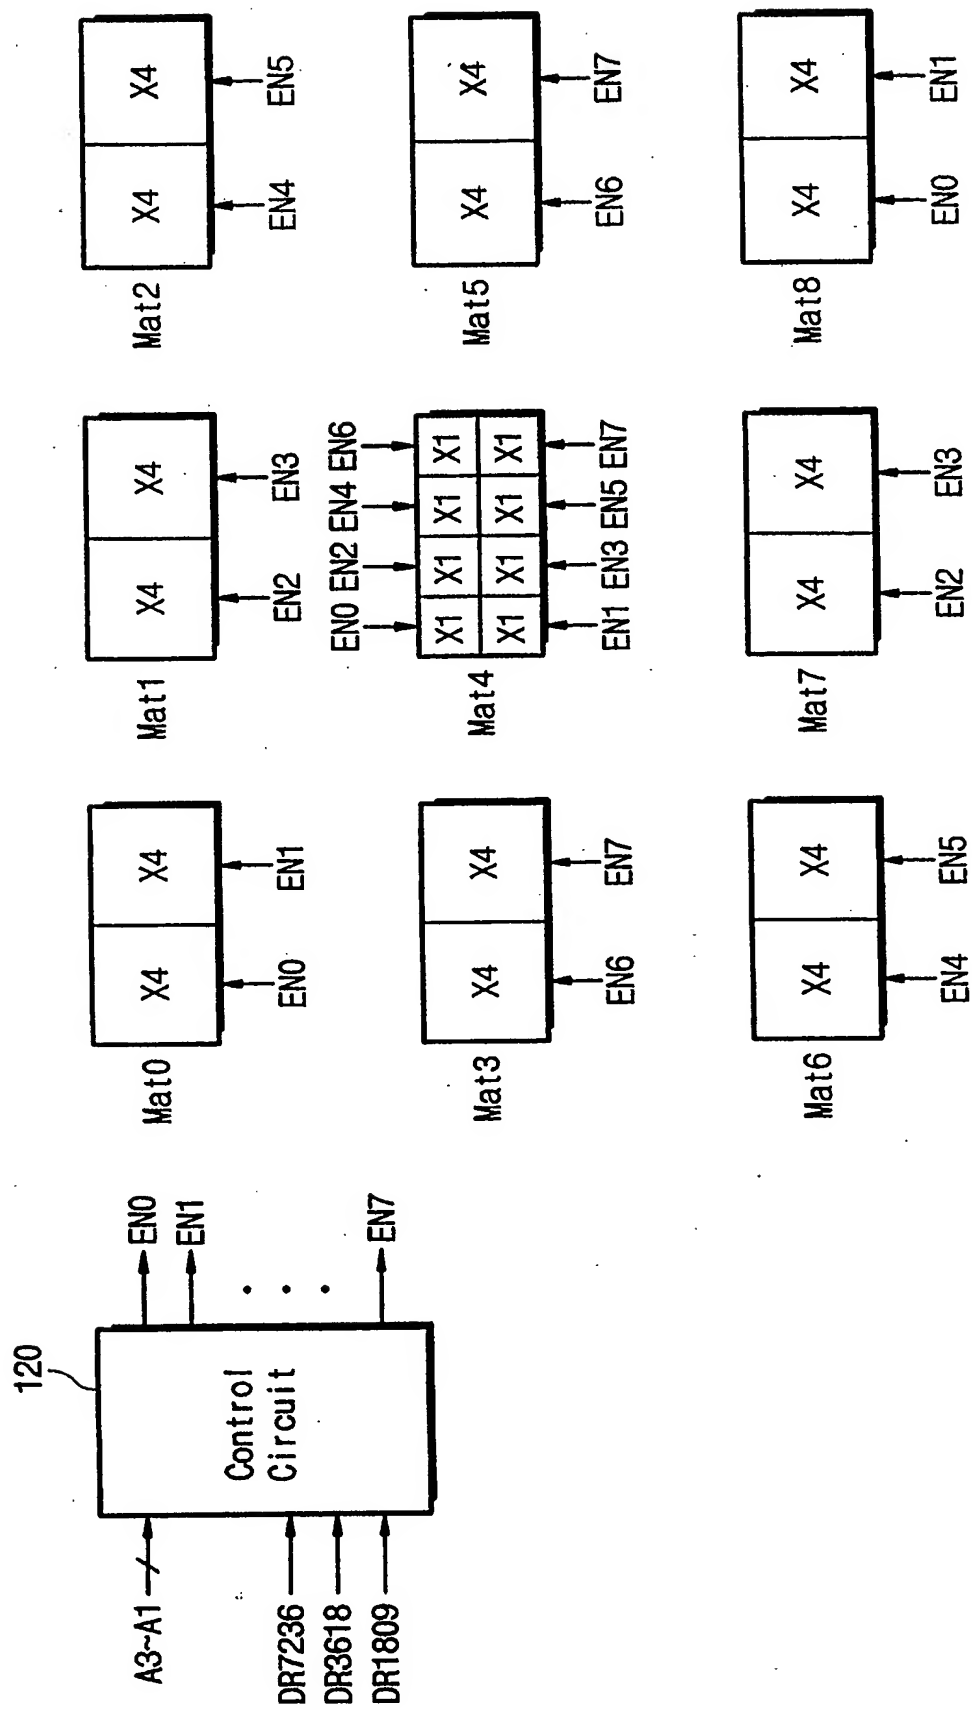 120
A3~A1
DR7236
DR3618
DR1809
Control
Circuit
EN0
EN1
EN7
Mat0
X4 X4
EN0 EN1
Mat1
X4 X4
EN2 EN3
Mat2
X4 X4
EN4 EN5
Mat3
X4 X4
EN6 EN7
Mat4
EN0 EN2 EN4 EN6
X1 X1 X1 X1
X1 X1 X1 X1
EN1 EN3 EN5 EN7
Mat5
X4 X4
EN6 EN7
Mat6
X4 X4
EN4 EN5
Mat7
X4 X4
EN2 EN3
Mat8
X4 X4
EN0 EN1